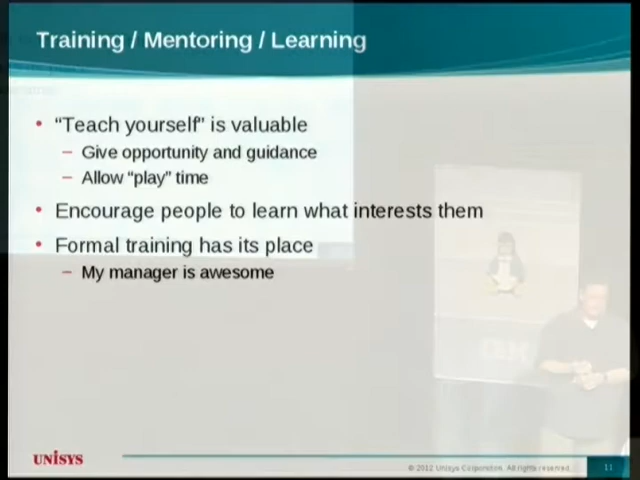 Training / Mentoring / Learning
• “Teach yourself” is valuable
– Give opportunity and guidance
– Allow “play” time
• Encourage people to learn what interests them
• Formal training has its place
– My manager is awesome
UNISYS
© 2012 Unisys Corporation. All rights reserved.
11